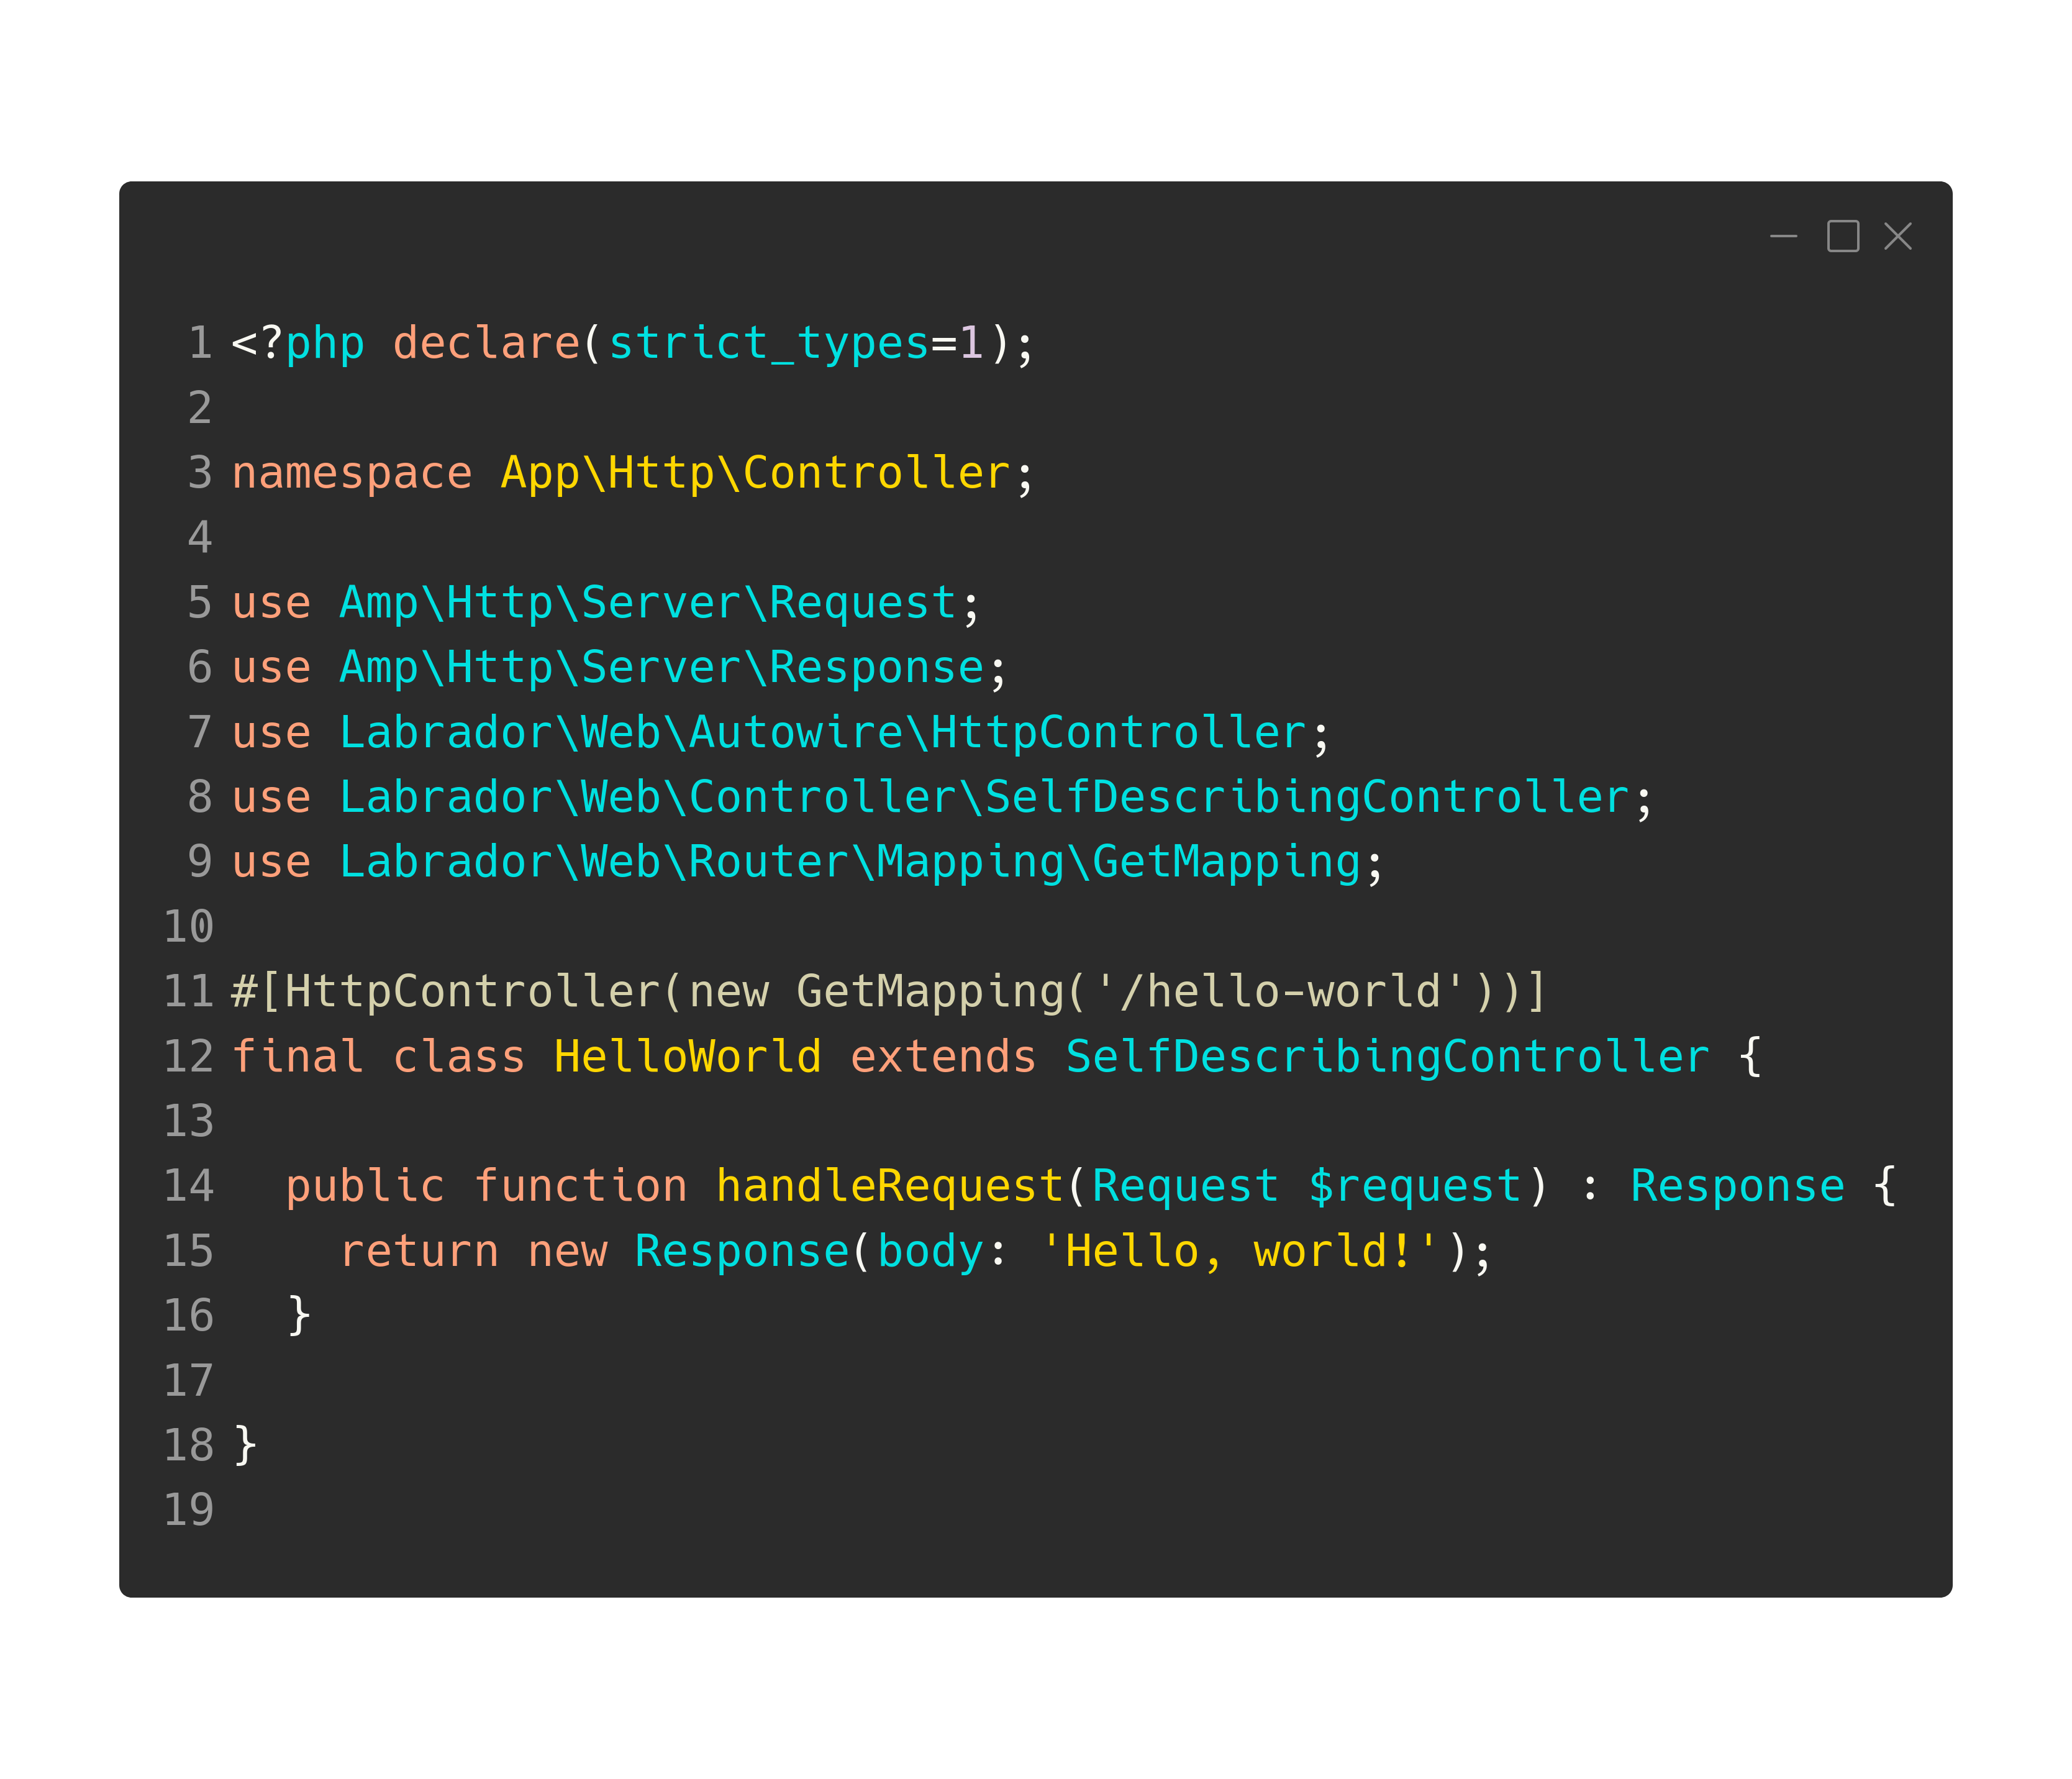 1 <?php declare(strict_types=1);
2
3 namespace App\Http\Controller;
4
5 use Amp\Http\Server\Request;
6 use Amp\Http\Server\Response;
7 use Labrador\Web\Autowire\HttpController;
8 use Labrador\Web\Controller\SelfDescribingController;
9 use Labrador\Web\Router\Mapping\GetMapping;
10
11 #[HttpController(new GetMapping('/hello-world'))]
12 final class HelloWorld extends SelfDescribingController {
13
14   public function handleRequest(Request $request) : Response {
15     return new Response(body: 'Hello, world!');
16   }
17
18 }
19